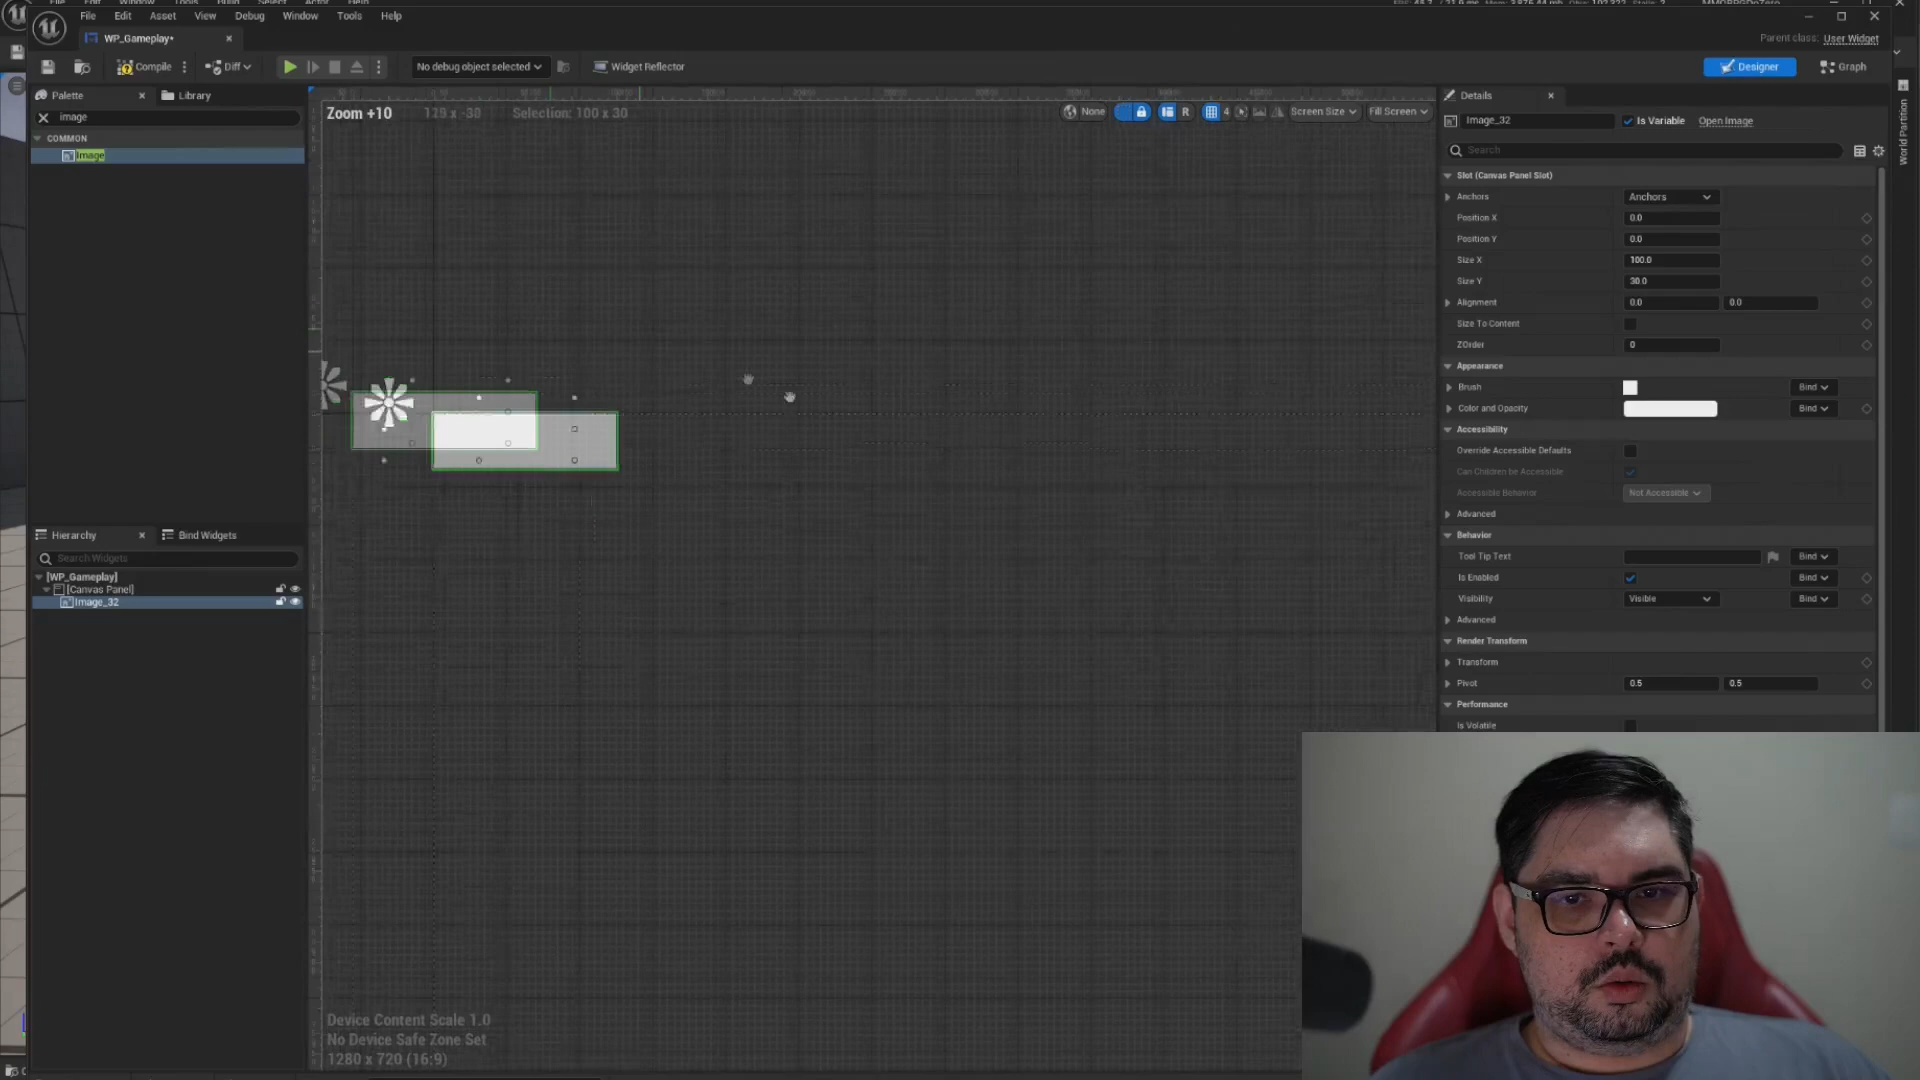 File Edit Asset View Debug Window Tools Help
WP_Gameplay*
Parent class: User Widget
Compile
Diff
No debug object selected
Widget Reflector
Designer
Graph
Palette
Library
image
COMMON
Image
Zoom +10
Selection: 100 x 30
None
R
4
Screen Size
Fill Screen
Device Content Scale 1.0
No Device Safe Zone Set
1280 x 720 (16:9)
Hierarchy
Bind Widgets
Search Widgets
[WP_Gameplay]
[Canvas Panel]
Image_32
Details
Image_32
Is Variable
Open Image
Search
Slot (Canvas Panel Slot)
Anchors
Anchors
Position X
0.0
Position Y
0.0
Size X
100.0
Size Y
30.0
Alignment
0.0
0.0
Size To Content
ZOrder
0
Appearance
Brush
Bind
Color and Opacity
Bind
Accessibility
Override Accessible Defaults
Can Children be Accessible
Accessible Behavior
Not Accessible
Advanced
Behavior
Tool Tip Text
Bind
Is Enabled
Bind
Visibility
Visible
Bind
Advanced
Render Transform
Transform
Pivot
0.5
0.5
Performance
Is Volatile
World Partition